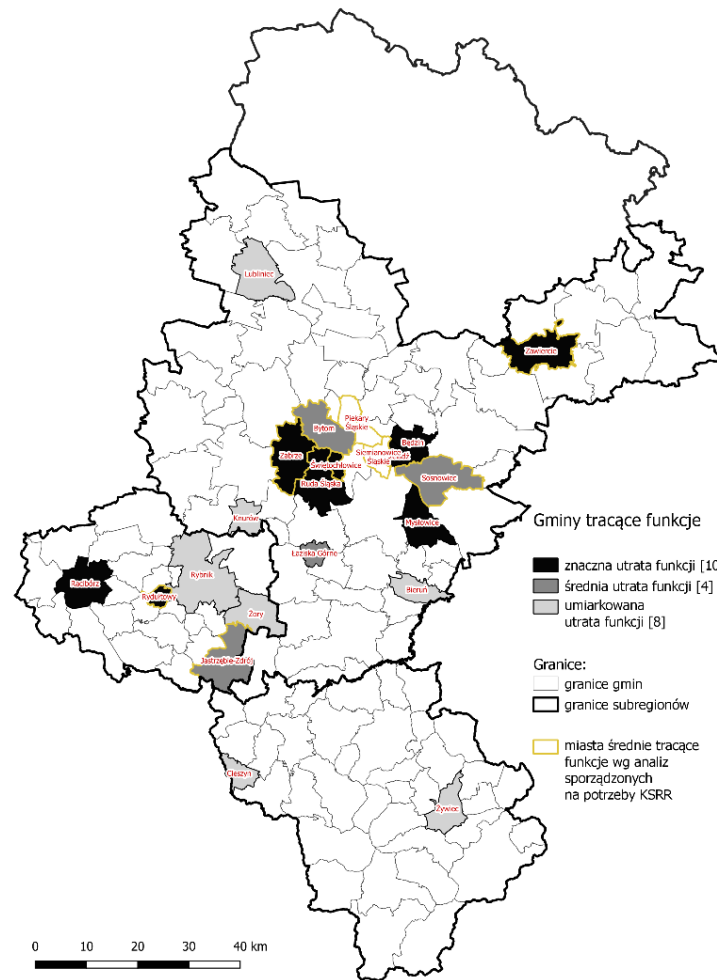 Lubliniec
Zawiercie
Piekary
Śląskie
Bytom
Będzin
Siemianowice
Śląskie
Zabrze
Świętochłowice
Ruda Śląska
Sosnowiec
Knurów
Mysłowice
Łaziska Górne
Rybnik
Racibórz
Rydułtowy
Bieruń
Żory
Jastrzębie-Zdrój
Cieszyn
Żywiec
Gminy tracące funkcje
znaczna utrata funkcji [10
średnia utrata funkcji [4]
umiarkowana
utrata funkcji [8]
Granice:
granice gmin
granice subregionów
miasta średnie tracące
funkcje wg analiz
sporządzonych
na potrzeby KSRR
0 10 20 30 40 km